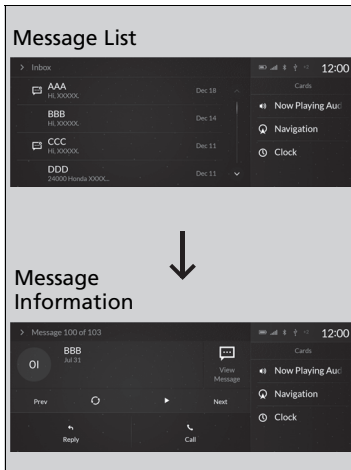 Message List
> Inbox
12:00
AAA
Hi, XXXXX.
Dec 18
Cards
BBB
Hi, XXXXX.
Dec 14
Now Playing Aud
CCC
Hi, XXXXX.
Dec 11
Navigation
DDD
24000 Honda XXXX...
Dec 11
Clock
Message
Information
> Message 100 of 103
12:00
OI
BBB
Jul 31
View
Message
Cards
Now Playing Aud
Prev
Next
Navigation
Reply
Call
Clock